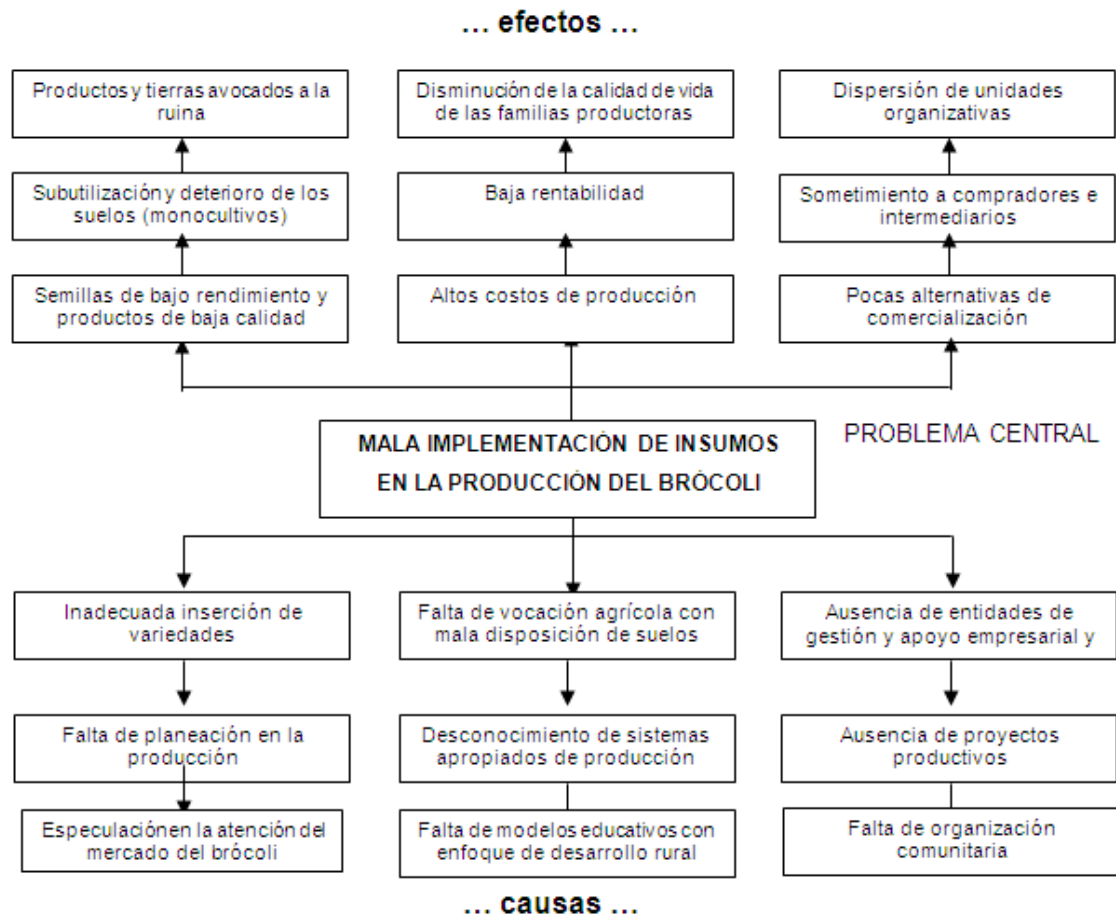 ... efectos ...
Productos y tierras avocados a la
ruina
Disminución de la calidad de vida
de las familias productoras
Dispersión de unidades
organizativas
Subutilización y deterioro de los
suelos (monocultivos)
Baja rentabilidad
Sometimiento a compradores e
intermediarios
Semillas de bajo rendimiento y
productos de baja calidad
Altos costos de producción
Pocas alternativas de
comercialización
MALA IMPLEMENTACIÓN DE INSUMOS
EN LA PRODUCCIÓN DEL BRÓCOLI
PROBLEMA CENTRAL
Inadecuada inserción de
variedades
Falta de vocación agrícola con
mala disposición de suelos
Ausencia de entidades de
gestión y apoyo empresarial y
Falta de planeación en la
producción
Desconocimiento de sistemas
apropiados de producción
Ausencia de proyectos
productivos
Especulaciónen la atención del
mercado del brócoli
Falta de modelos educativos con
enfoque de desarrollo rural
Falta de organización
comunitaria
... causas ...